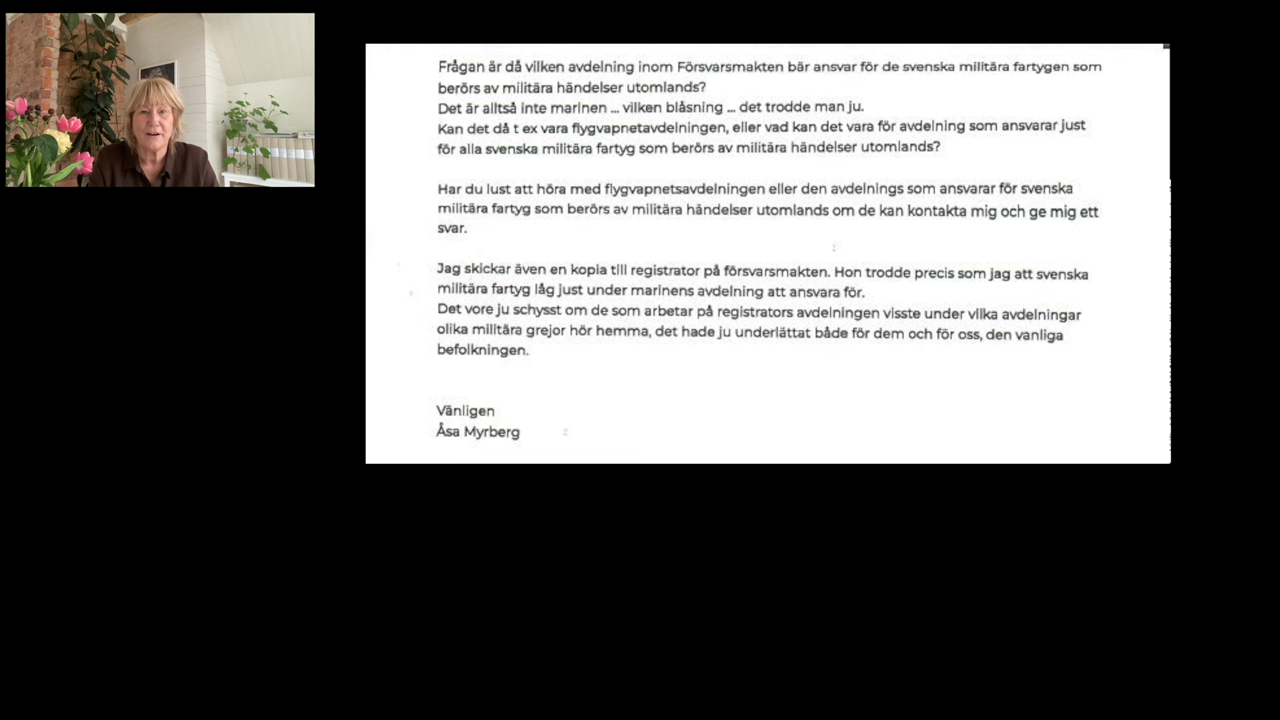 Frågan är då vilken avdelning inom Försvarsmakten bär ansvar för de svenska militära fartygen som
berörs av militära händelser utomlands?
Det är alltså inte marinen ... vilken blåsning ... det trodde man ju.
Kan det då t ex vara flygvapnetavdelningen, eller vad kan det vara för avdelning som ansvarar just
för alla svenska militära fartyg som berörs av militära händelser utomlands?
Har du lust att höra med flygvapnetsavdelningen eller den avdelnings som ansvarar för svenska
militära fartyg som berörs av militära händelser utomlands om de kan kontakta mig och ge mig ett
svar.
Jag skickar även en kopia till registrator på försvarsmakten. Hon trodde precis som jag att svenska
militära fartyg låg just under marinens avdelning att ansvara för.
Det vore ju schysst om de som arbetar på registrators avdelningen visste under vilka avdelningar
olika militära grejor hör hemma, det hade ju underlättat både för dem och för oss, den vanliga
befolkningen.
Vänligen
Åsa Myrberg